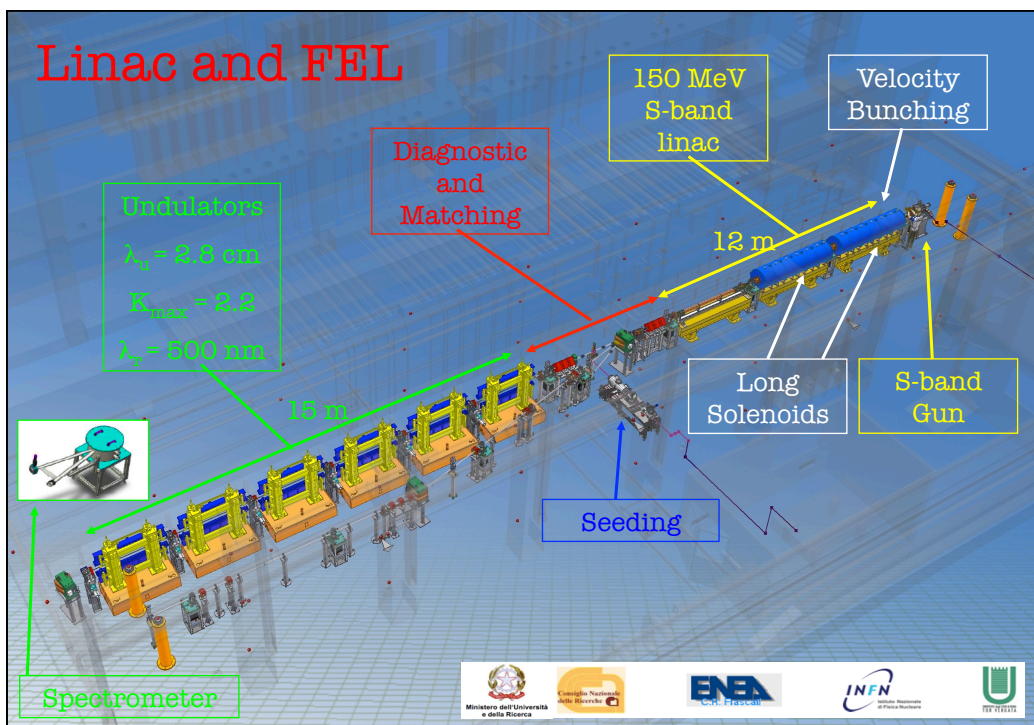 Linac and FEL
150 MeV
S-band
linac
Velocity
Bunching
Diagnostic
and
Matching
Undulators
λu = 2.8 cm
Kmax = 2.2
λr = 500 nm
12 m
15 m
Long
Solenoids
S-band
Gun
Seeding
Spectrometer
Ministero dell'Università
e della Ricerca
Consiglio Nazionale
delle Ricerche
ENEA
C.R. Frascati
INFN
Istituto Nazionale
di Fisica Nucleare
TOR VERGATA